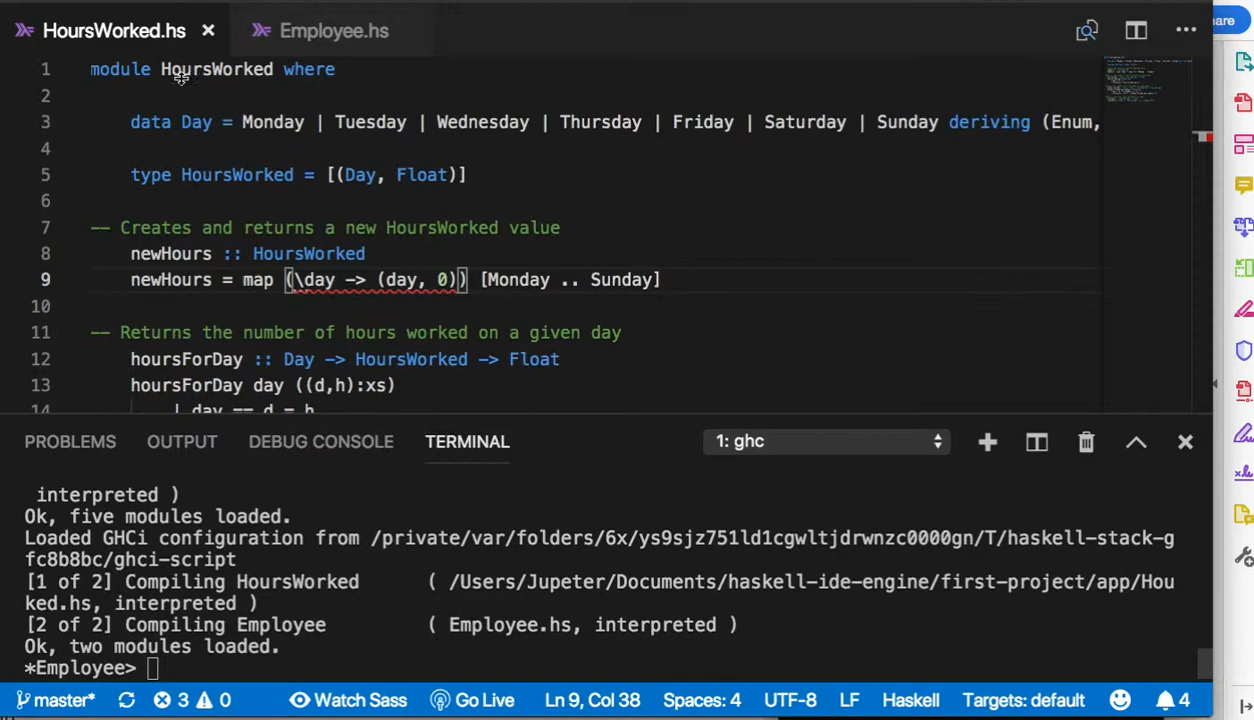 HoursWorked.hs × Employee.hs
1 module HoursWorked where
2
3 data Day = Monday | Tuesday | Wednesday | Thursday | Friday | Saturday | Sunday deriving (Enum,
4
5 type HoursWorked = [(Day, Float)]
6
7 -- Creates and returns a new HoursWorked value
8 newHours :: HoursWorked
9 newHours = map (\day -> (day, 0)) [Monday .. Sunday]
10
11 -- Returns the number of hours worked on a given day
12 hoursForDay :: Day -> HoursWorked -> Float
13 hoursForDay day ((d,h):xs)
14 | day == d = h
PROBLEMS OUTPUT DEBUG CONSOLE TERMINAL 1: ghc
interpreted )
Ok, five modules loaded.
Loaded GHCi configuration from /private/var/folders/6x/ys9sjz751ld1cgwltjdrwnzc0000gn/T/haskell-stack-g
fc8b8bc/ghci-script
[1 of 2] Compiling HoursWorked ( /Users/Jupeter/Documents/haskell-ide-engine/first-project/app/Hou
ked.hs, interpreted )
[2 of 2] Compiling Employee ( Employee.hs, interpreted )
Ok, two modules loaded.
*Employee>
master* 3 0 Watch Sass Go Live Ln 9, Col 38 Spaces: 4 UTF-8 LF Haskell Targets: default 4